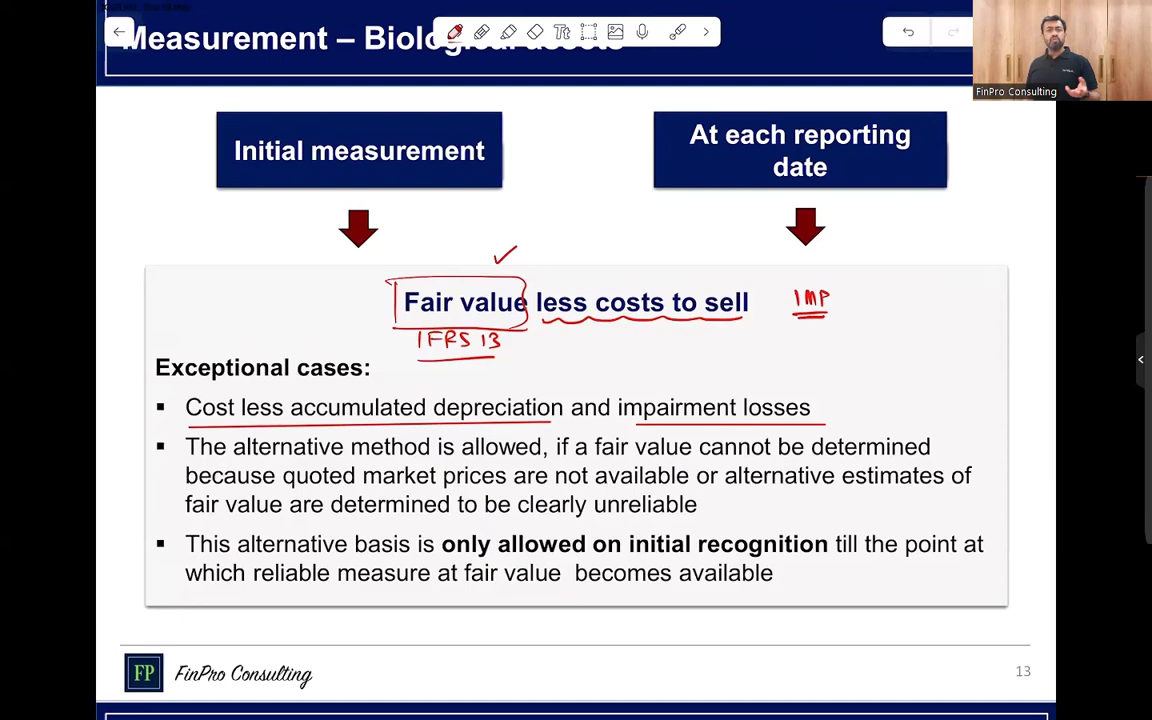 Measurement – Biological assets
Tt
FinPro Consulting
Initial measurement
At each reporting
date
Fair value less costs to sell
IMP
IFRS 13
Exceptional cases:
▪ Cost less accumulated depreciation and impairment losses
▪ The alternative method is allowed, if a fair value cannot be determined
because quoted market prices are not available or alternative estimates of
fair value are determined to be clearly unreliable
▪ This alternative basis is only allowed on initial recognition till the point at
which reliable measure at fair value becomes available
FP
FinPro Consulting
13